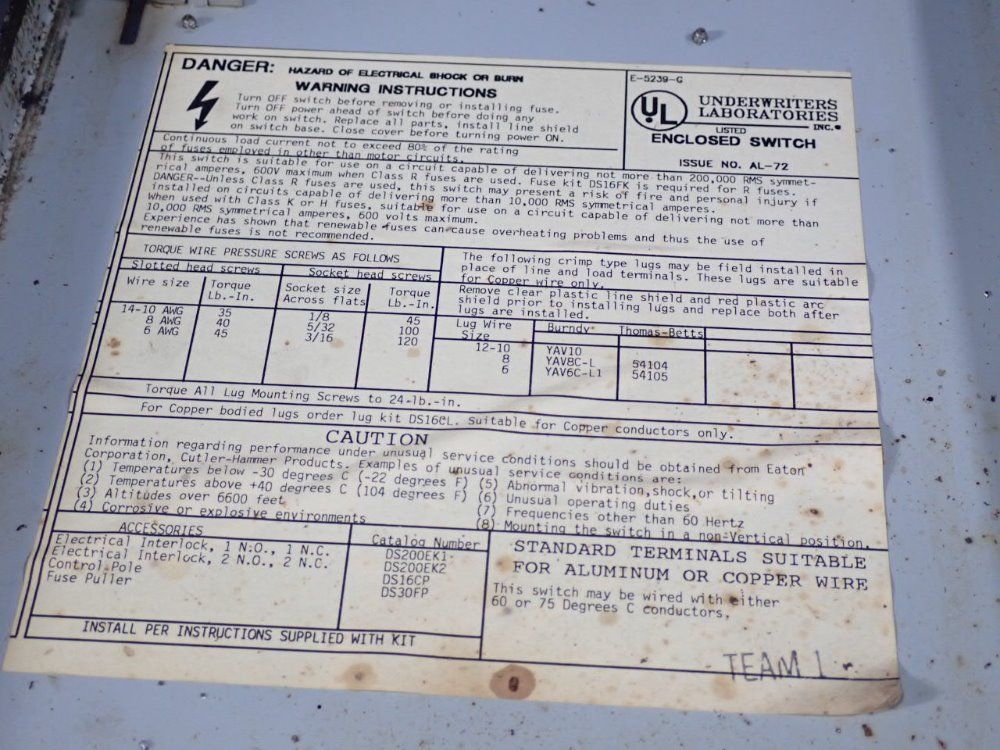 DANGER: HAZARD OF ELECTRICAL SHOCK OR BURN
WARNING INSTRUCTIONS
Turn OFF switch before removing or installing fuse.
Turn OFF power ahead of switch before doing any
work on switch. Replace all parts, install line shield
on switch base. Close cover before turning power ON.
E-5239-G
UL
UNDERWRITERS
LABORATORIES
INC.®
LISTED
ENCLOSED SWITCH
ISSUE NO. AL-72
Continuous load current not to exceed 80% of the rating
of fuses employed in other than motor circuits.
This switch is suitable for use on a circuit capable of delivering not more than 200,000 RMS symmet-
rical amperes, 600V maximum when Class R fuses are used. Fuse kit DS16FK is required for R fuses.
DANGER--Unless Class R fuses are used, this switch may present a risk of fire and personal injury if
installed on circuits capable of delivering more than 10,000 RMS symmetrical amperes.
When used with Class K or H fuses, suitable for use on a circuit capable of delivering not more than
10,000 RMS symmetrical amperes, 600 volts maximum.
Experience has shown that renewable fuses can cause overheating problems and thus the use of
renewable fuses is not recommended.
TORQUE WIRE PRESSURE SCREWS AS FOLLOWS
Slotted head screws Socket head screws
Wire size Torque Lb.-In. Socket size Across flats Torque Lb.-In.
14-10 AWG 35 1/8 45
8 AWG 40 5/32 100
6 AWG 45 3/16 120
The following crimp type lugs may be field installed in
place of line and load terminals. These lugs are suitable
for Copper wire only.
Remove clear plastic line shield and red plastic arc
shield prior to installing lugs and replace both after
lugs are installed.
Lug Wire Size Burndy Thomas-Betts
12-10 YAV10
8 YAV8C-L 54104
6 YAV6C-L1 54105
Torque All Lug Mounting Screws to 24-lb.-in.
For Copper bodied lugs order lug kit DS16CL. Suitable for Copper conductors only.
CAUTION
Information regarding performance under unusual service conditions should be obtained from Eaton
Corporation, Cutler-Hammer Products. Examples of unusual service conditions are:
(1) Temperatures below -30 degrees C (-22 degrees F)
(2) Temperatures above +40 degrees C (104 degrees F)
(3) Altitudes over 6600 feet
(4) Corrosive or explosive environments
(5) Abnormal vibration,shock,or tilting
(6) Unusual operating duties
(7) Frequencies other than 60 Hertz
(8) Mounting the switch in a non-Vertical position.
ACCESSORIES Catalog Number
Electrical Interlock, 1 N.O., 1 N.C. DS200EK1
Electrical Interlock, 2 N.O., 2 N.C. DS200EK2
Control Pole DS16CP
Fuse Puller DS30FP
INSTALL PER INSTRUCTIONS SUPPLIED WITH KIT
STANDARD TERMINALS SUITABLE
FOR ALUMINUM OR COPPER WIRE
This switch may be wired with either
60 or 75 Degrees C conductors.
TEAM 1